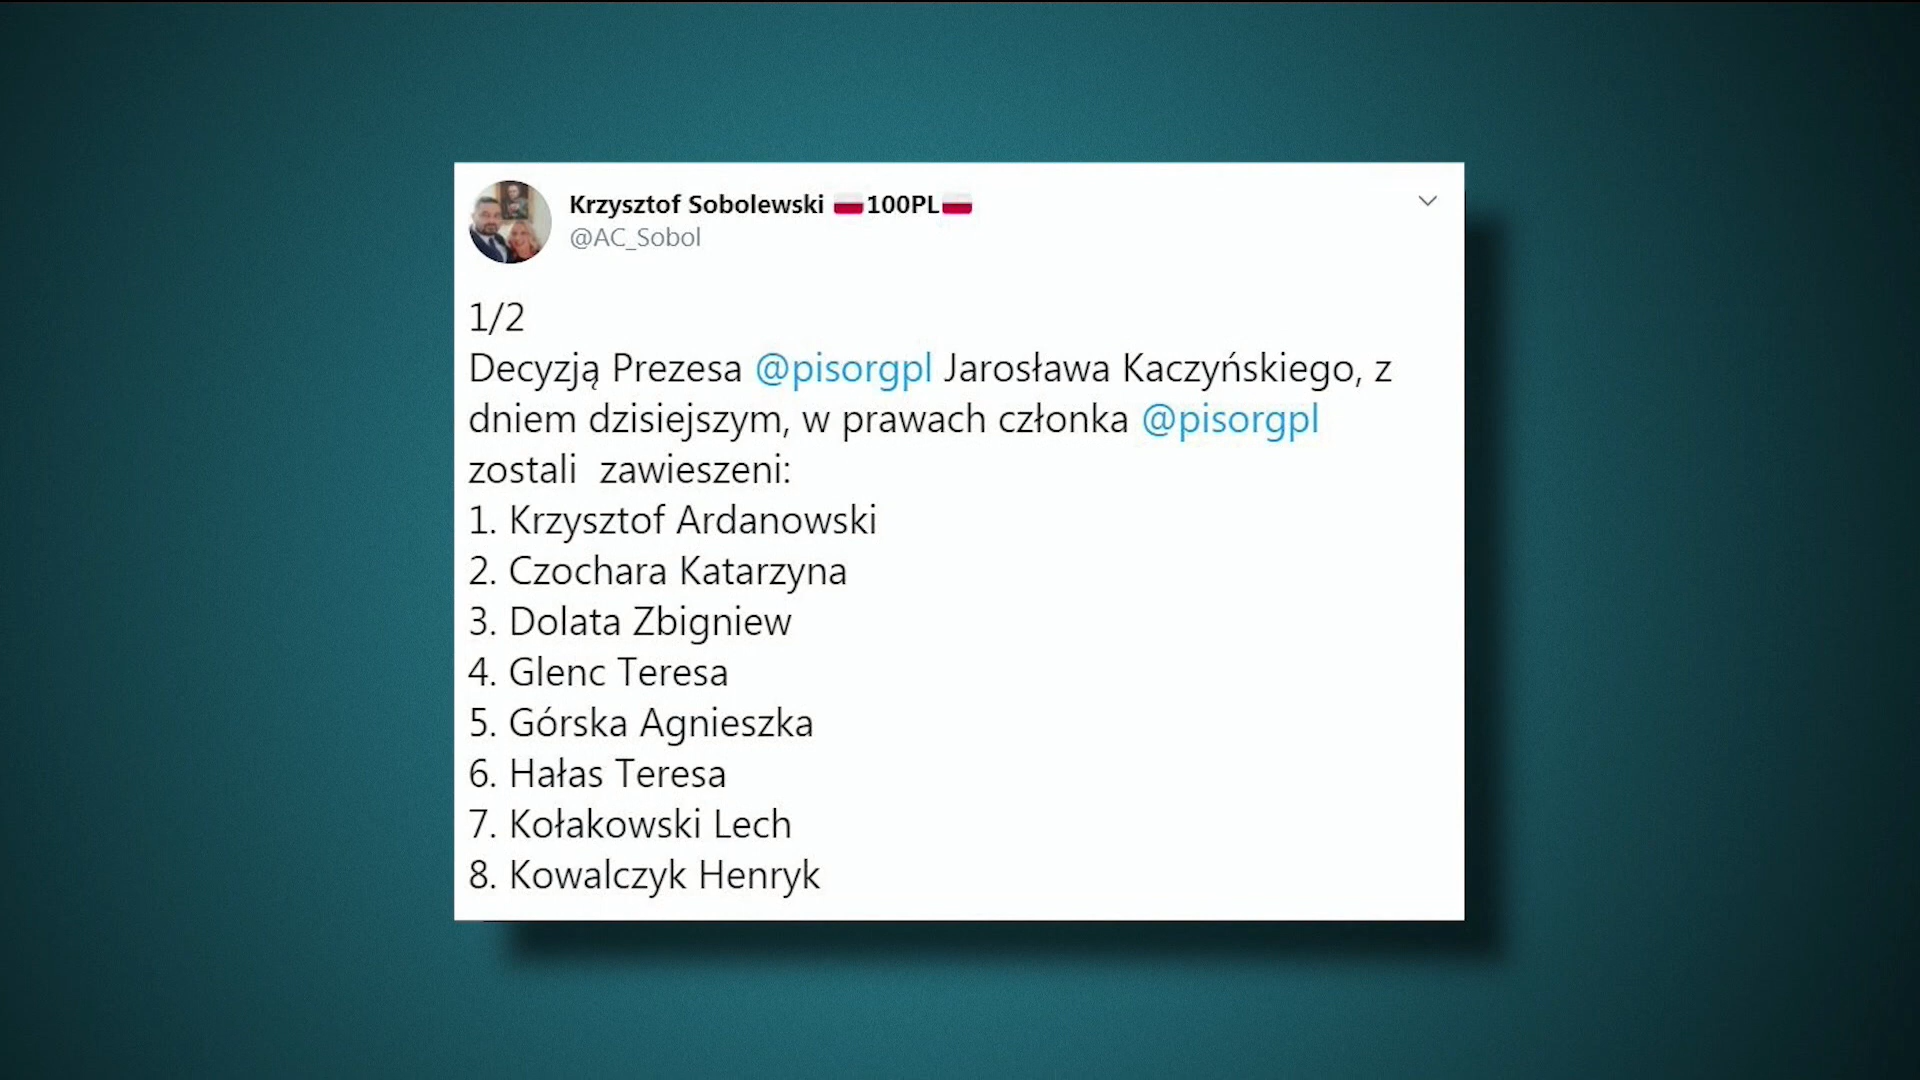 Krzysztof Sobolewski 🇵🇱100PL🇵🇱
@AC_Sobol
1/2
Decyzją Prezesa @pisorgpl Jarosława Kaczyńskiego, z
dniem dzisiejszym, w prawach członka @pisorgpl
zostali  zawieszeni:
1. Krzysztof Ardanowski
2. Czochara Katarzyna
3. Dolata Zbigniew
4. Glenc Teresa
5. Górska Agnieszka
6. Hałas Teresa
7. Kołakowski Lech
8. Kowalczyk Henryk